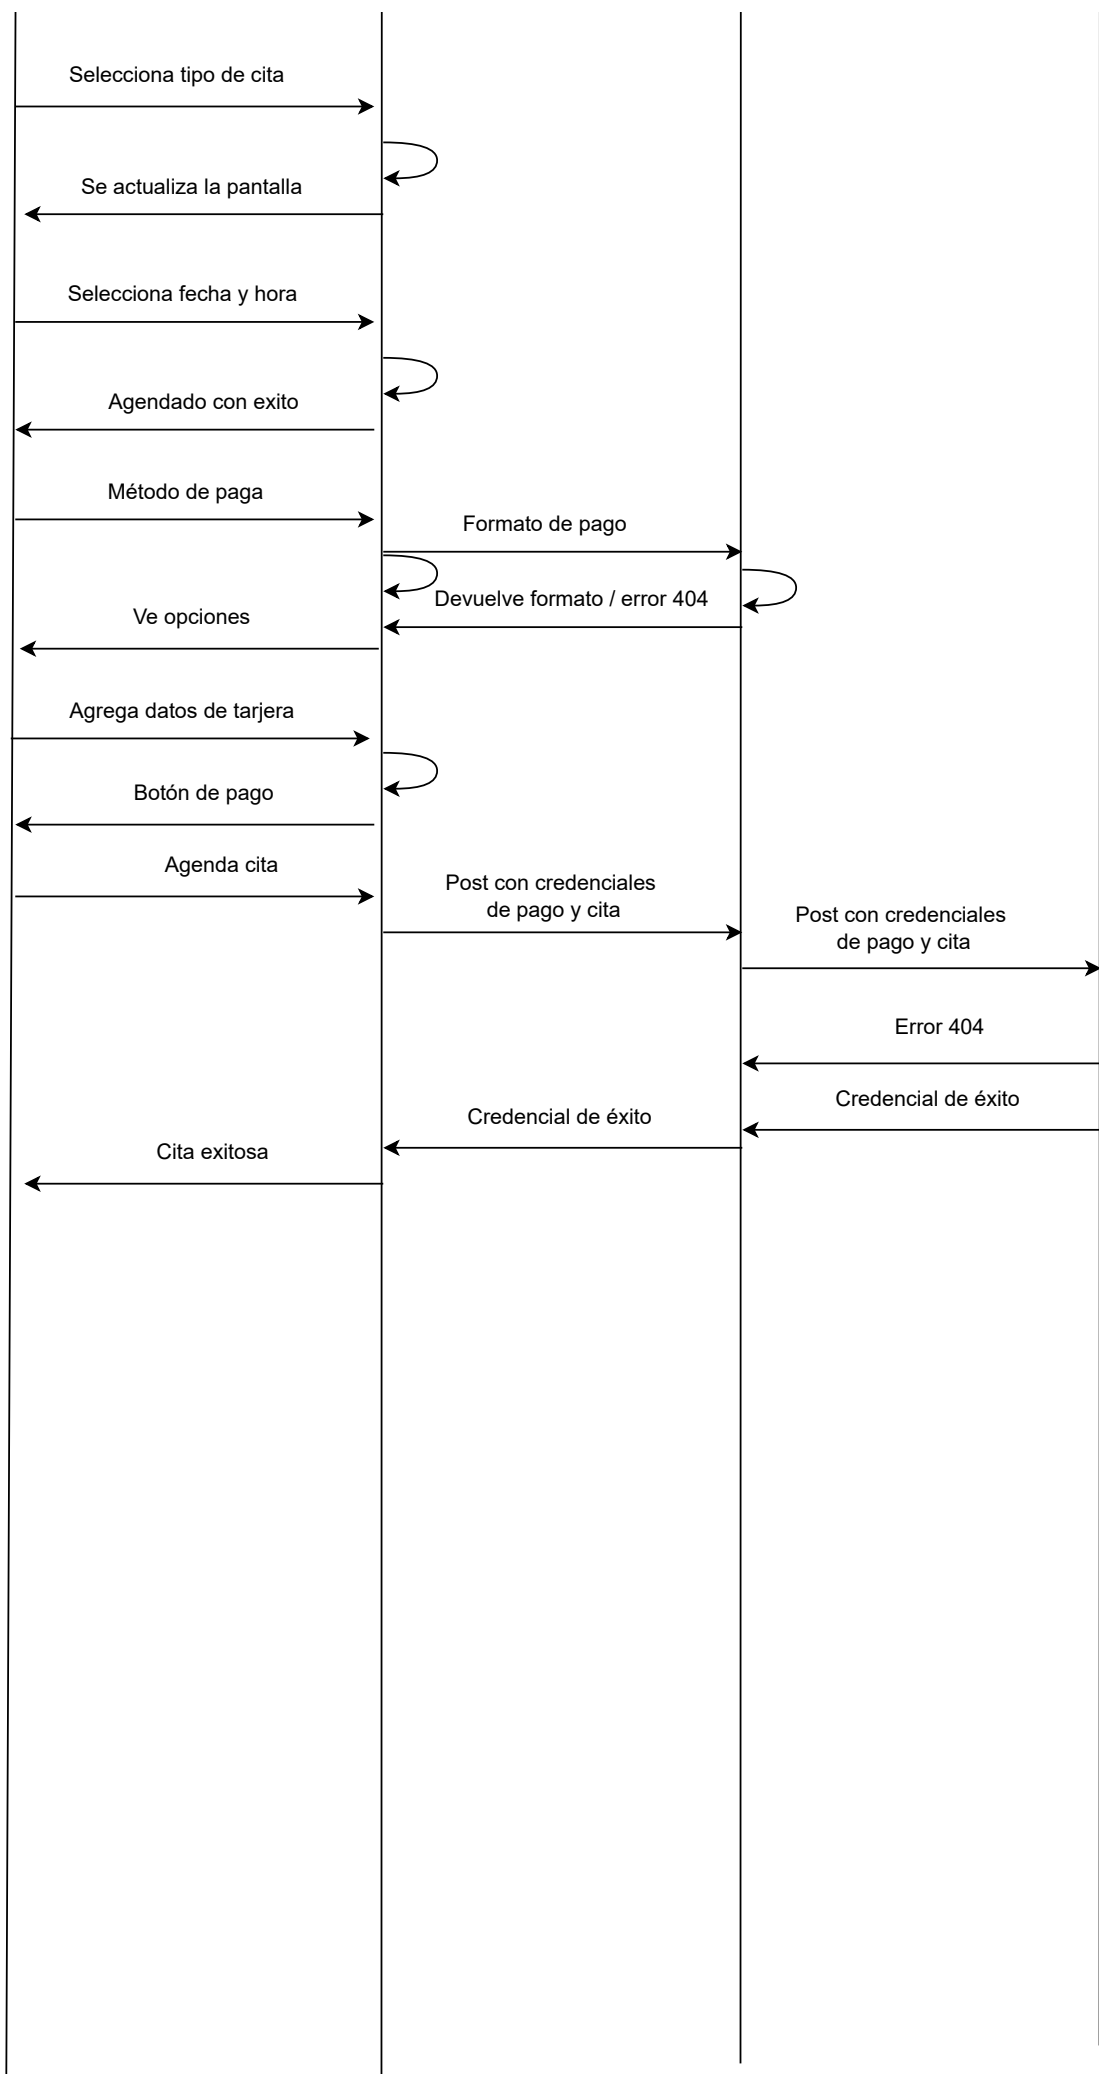 Selecciona tipo de cita
Se actualiza la pantalla
Selecciona fecha y hora
Agendado con exito
Método de paga
Formato de pago
Devuelve formato / error 404
Ve opciones
Agrega datos de tarjera
Botón de pago
Agenda cita
Post con credenciales
de pago y cita
Post con credenciales
de pago y cita
Error 404
Credencial de éxito
Credencial de éxito
Cita exitosa